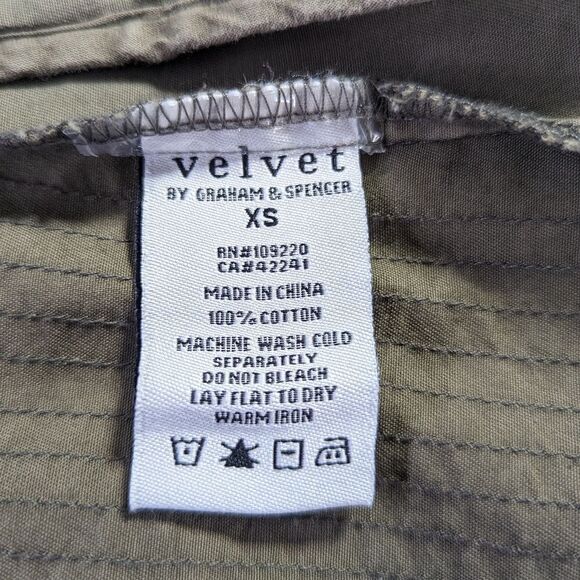 velvet
BY GRAHAM & SPENCER
XS
RN#109220
CA#42241
MADE IN CHINA
100% COTTON
MACHINE WASH COLD
SEPARATELY
DO NOT BLEACH
LAY FLAT TO DRY
WARM IRON